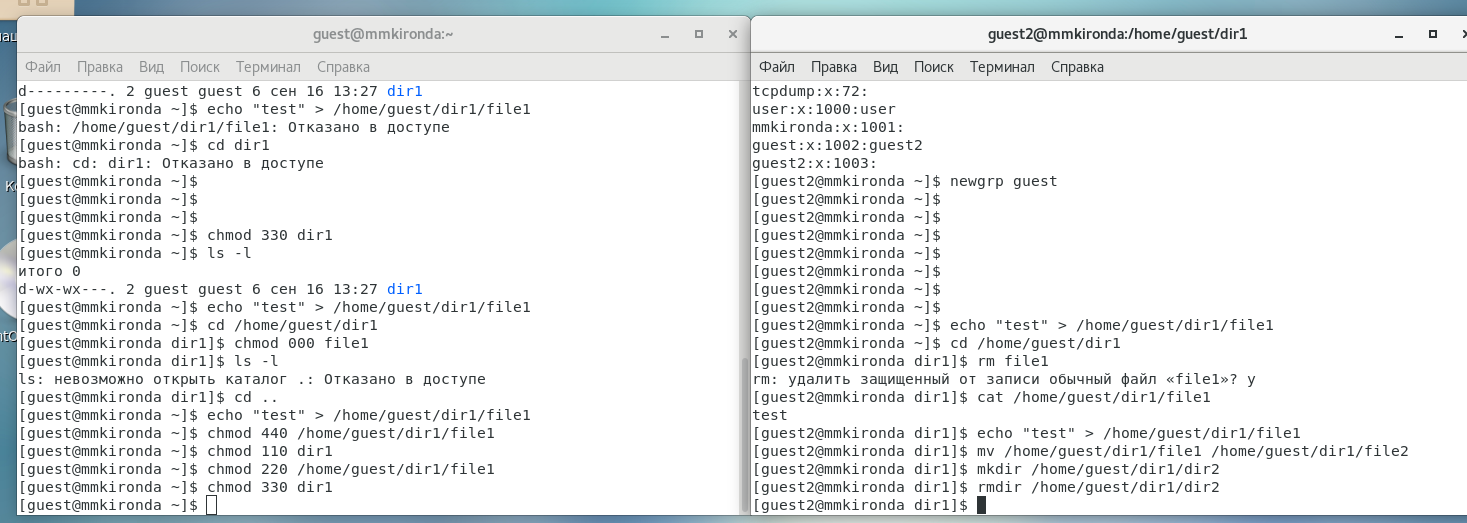 guest@mmkironda:~
Файл Правка Вид Поиск Терминал Справка
d---------. 2 guest guest 6 сен 16 13:27 dir1
[guest@mmkironda ~]$ echo "test" > /home/guest/dir1/file1
bash: /home/guest/dir1/file1: Отказано в доступе
[guest@mmkironda ~]$ cd dir1
bash: cd: dir1: Отказано в доступе
[guest@mmkironda ~]$
[guest@mmkironda ~]$
[guest@mmkironda ~]$
[guest@mmkironda ~]$ chmod 330 dir1
[guest@mmkironda ~]$ ls -l
итого 0
d-wx-wx---. 2 guest guest 6 сен 16 13:27 dir1
[guest@mmkironda ~]$ echo "test" > /home/guest/dir1/file1
[guest@mmkironda ~]$ cd /home/guest/dir1
[guest@mmkironda dir1]$ chmod 000 file1
[guest@mmkironda dir1]$ ls -l
ls: невозможно открыть каталог .: Отказано в доступе
[guest@mmkironda dir1]$ cd ..
[guest@mmkironda ~]$ echo "test" > /home/guest/dir1/file1
[guest@mmkironda ~]$ chmod 440 /home/guest/dir1/file1
[guest@mmkironda ~]$ chmod 110 dir1
[guest@mmkironda ~]$ chmod 220 /home/guest/dir1/file1
[guest@mmkironda ~]$ chmod 330 dir1
[guest@mmkironda ~]$
guest2@mmkironda:/home/guest/dir1
Файл Правка Вид Поиск Терминал Справка
tcpdump:x:72:
user:x:1000:user
mmkironda:x:1001:
guest:x:1002:guest2
guest2:x:1003:
[guest2@mmkironda ~]$ newgrp guest
[guest2@mmkironda ~]$
[guest2@mmkironda ~]$
[guest2@mmkironda ~]$
[guest2@mmkironda ~]$
[guest2@mmkironda ~]$
[guest2@mmkironda ~]$
[guest2@mmkironda ~]$
[guest2@mmkironda ~]$ echo "test" > /home/guest/dir1/file1
[guest2@mmkironda ~]$ cd /home/guest/dir1
[guest2@mmkironda dir1]$ rm file1
rm: удалить защищенный от записи обычный файл «file1»? y
[guest2@mmkironda dir1]$ cat /home/guest/dir1/file1
test
[guest2@mmkironda dir1]$ echo "test" > /home/guest/dir1/file1
[guest2@mmkironda dir1]$ mv /home/guest/dir1/file1 /home/guest/dir1/file2
[guest2@mmkironda dir1]$ mkdir /home/guest/dir1/dir2
[guest2@mmkironda dir1]$ rmdir /home/guest/dir1/dir2
[guest2@mmkironda dir1]$